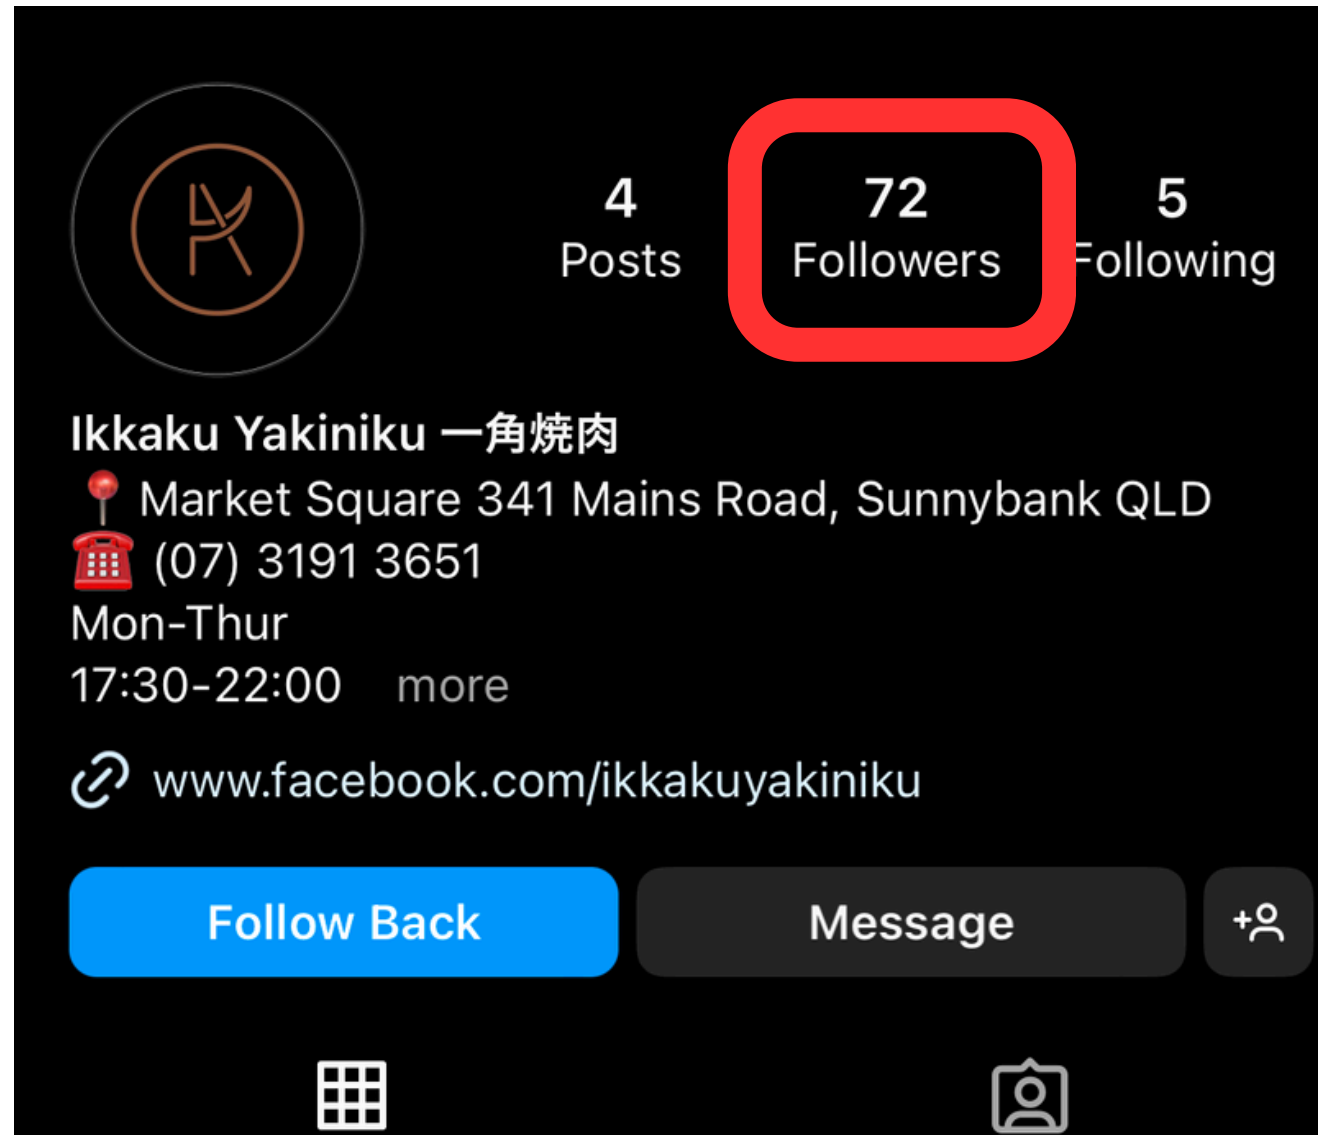 4 72 5
Posts Followers Following
Ikkaku Yakiniku 一角焼肉
📍 Market Square 341 Mains Road, Sunnybank QLD
☎️ (07) 3191 3651
Mon-Thur
17:30-22:00 more
www.facebook.com/ikkakuyakiniku
Follow Back Message